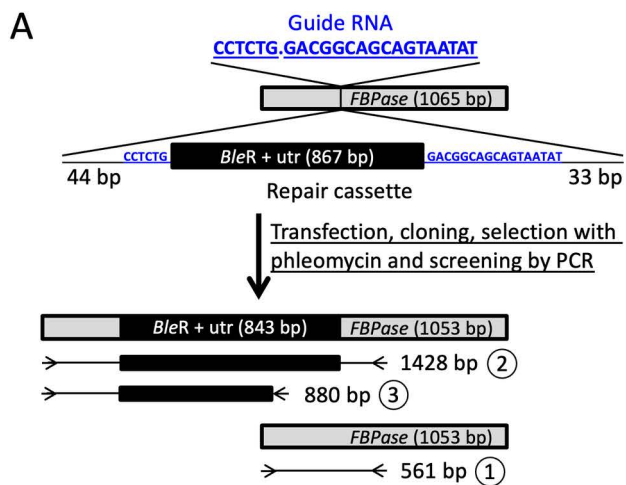 A
Guide RNA
CCTCTG.GACGGCAGCAGTAATAT
FBPase (1065 bp)
CCTCTG BleR + utr (867 bp) GACGGCAGCAGTAATAT
44 bp 33 bp
Repair cassette
Transfection, cloning, selection with
phleomycin and screening by PCR
BleR + utr (843 bp) FBPase (1053 bp)
1428 bp 2
880 bp 3
FBPase (1053 bp)
561 bp 1